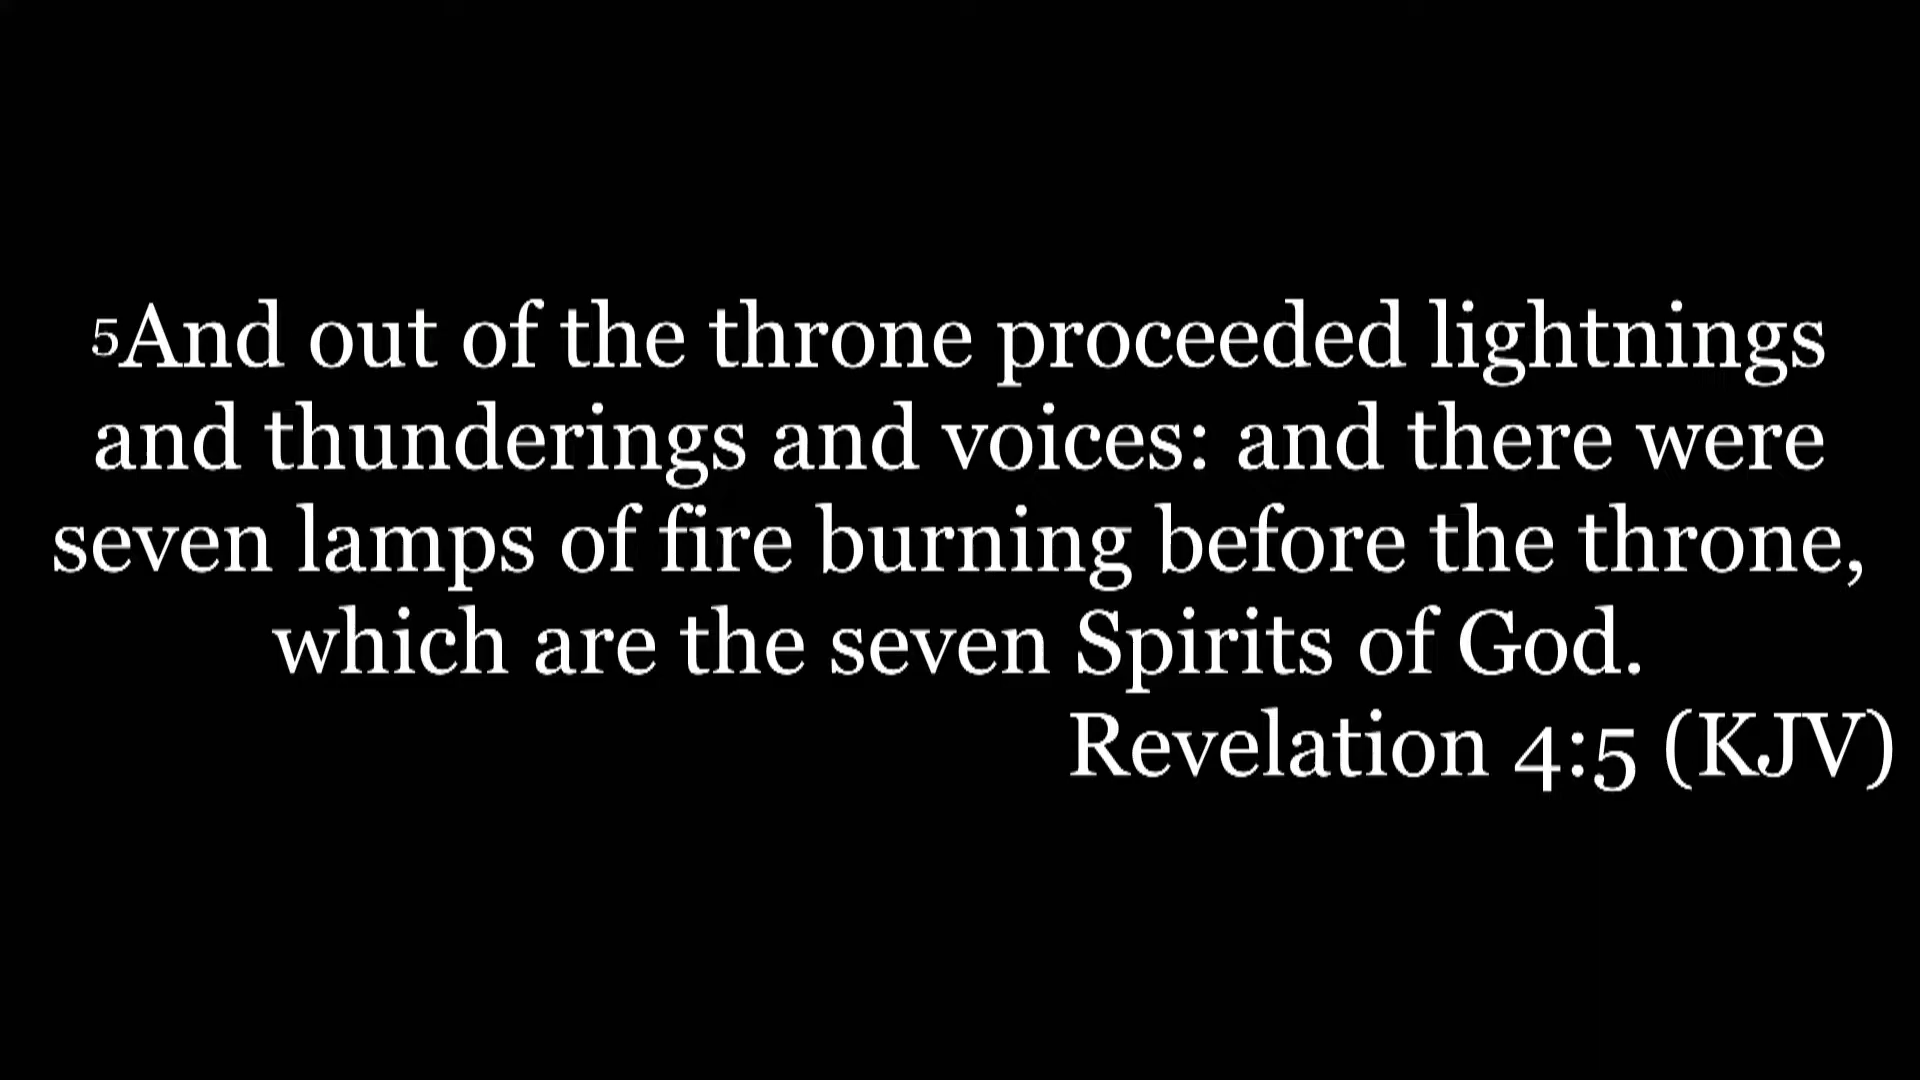 5And out of the throne proceeded lightnings
and thunderings and voices: and there were
seven lamps of fire burning before the throne,
which are the seven Spirits of God.
Revelation 4:5 (KJV)